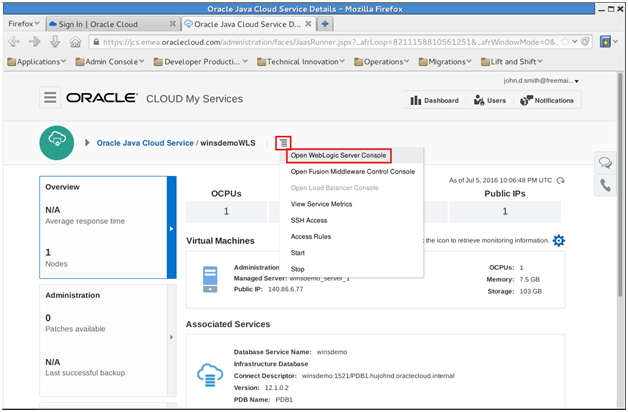 Oracle Java Cloud Service Details - Mozilla Firefox
Firefox
Sign In | Oracle Cloud
Oracle Java Cloud Service D...
https://jcs.emea.oraclecloud.com/administration/faces/JaasRunner.jspx?_afrLoop=8211158810561251&_afrWindowMode=0&.
Applications
Admin Console
Developer Producti...
Technical Innovation
Operations
Migrations
Lift and Shift
john.d.smith@freemai...
ORACLE CLOUD My Services
Dashboard
Users
Notifications
Oracle Java Cloud Service / winsdemoWLS
Open WebLogic Server Console
Open Fusion Middleware Control Console
Open Load Balancer Console
View Service Metrics
SSH Access
Access Rules
Start
Stop
As of Jul 5, 2016 10:06:48 PM UTC
Overview
N/A
Average response time
1
Nodes
Administration
0
Patches available
N/A
Last successful backup
OCPUs
1
Public IPs
1
Virtual Machines
the icon to retrieve monitoring information.
Administration
Managed Server: winsdemo_server_1
Public IP: 140.86.6.77
OCPUs: 1
Memory: 7.5 GB
Storage: 103 GB
Associated Services
Database Service Name: winsdemo
Infrastructure Database
Connect Descriptor: winsdemo:1521/PDB1.hujohnd.oraclecloud.internal
Version: 12.1.0.2
PDB Name: PDB1